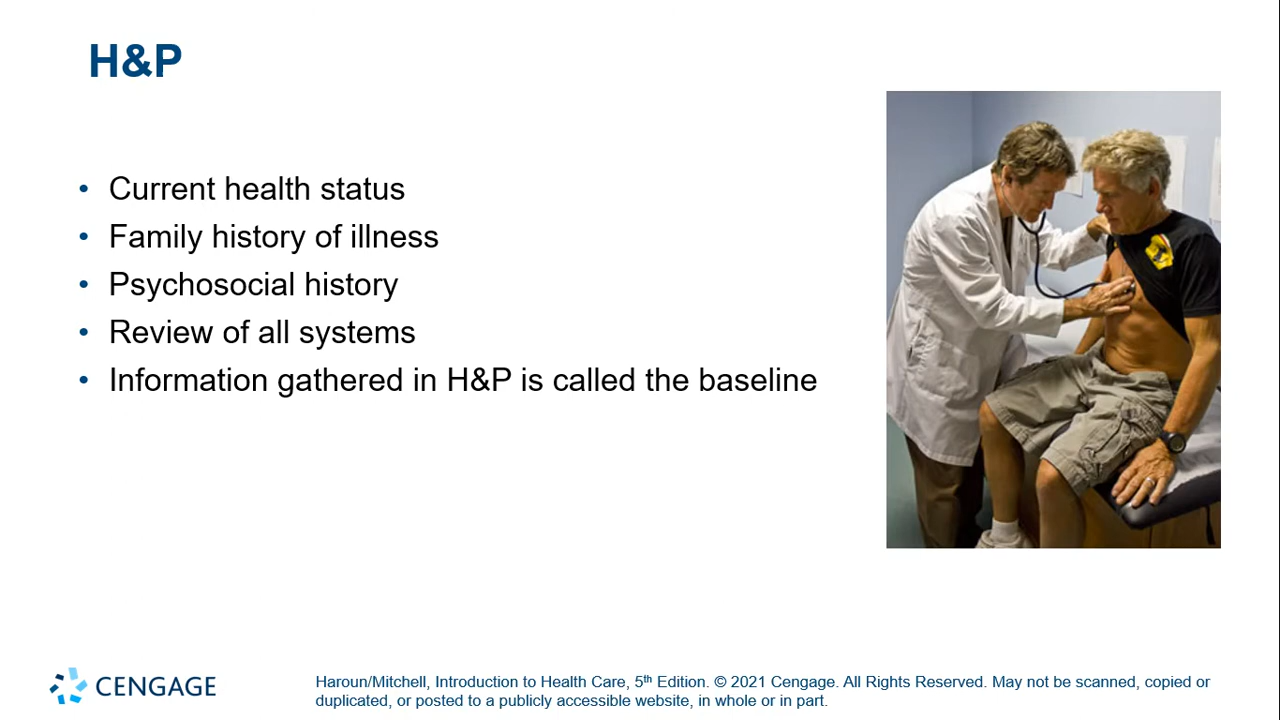 H&P
• Current health status
• Family history of illness
• Psychosocial history
• Review of all systems
• Information gathered in H&P is called the baseline
CENGAGE
Haroun/Mitchell, Introduction to Health Care, 5th Edition. © 2021 Cengage. All Rights Reserved. May not be scanned, copied or
duplicated, or posted to a publicly accessible website, in whole or in part.